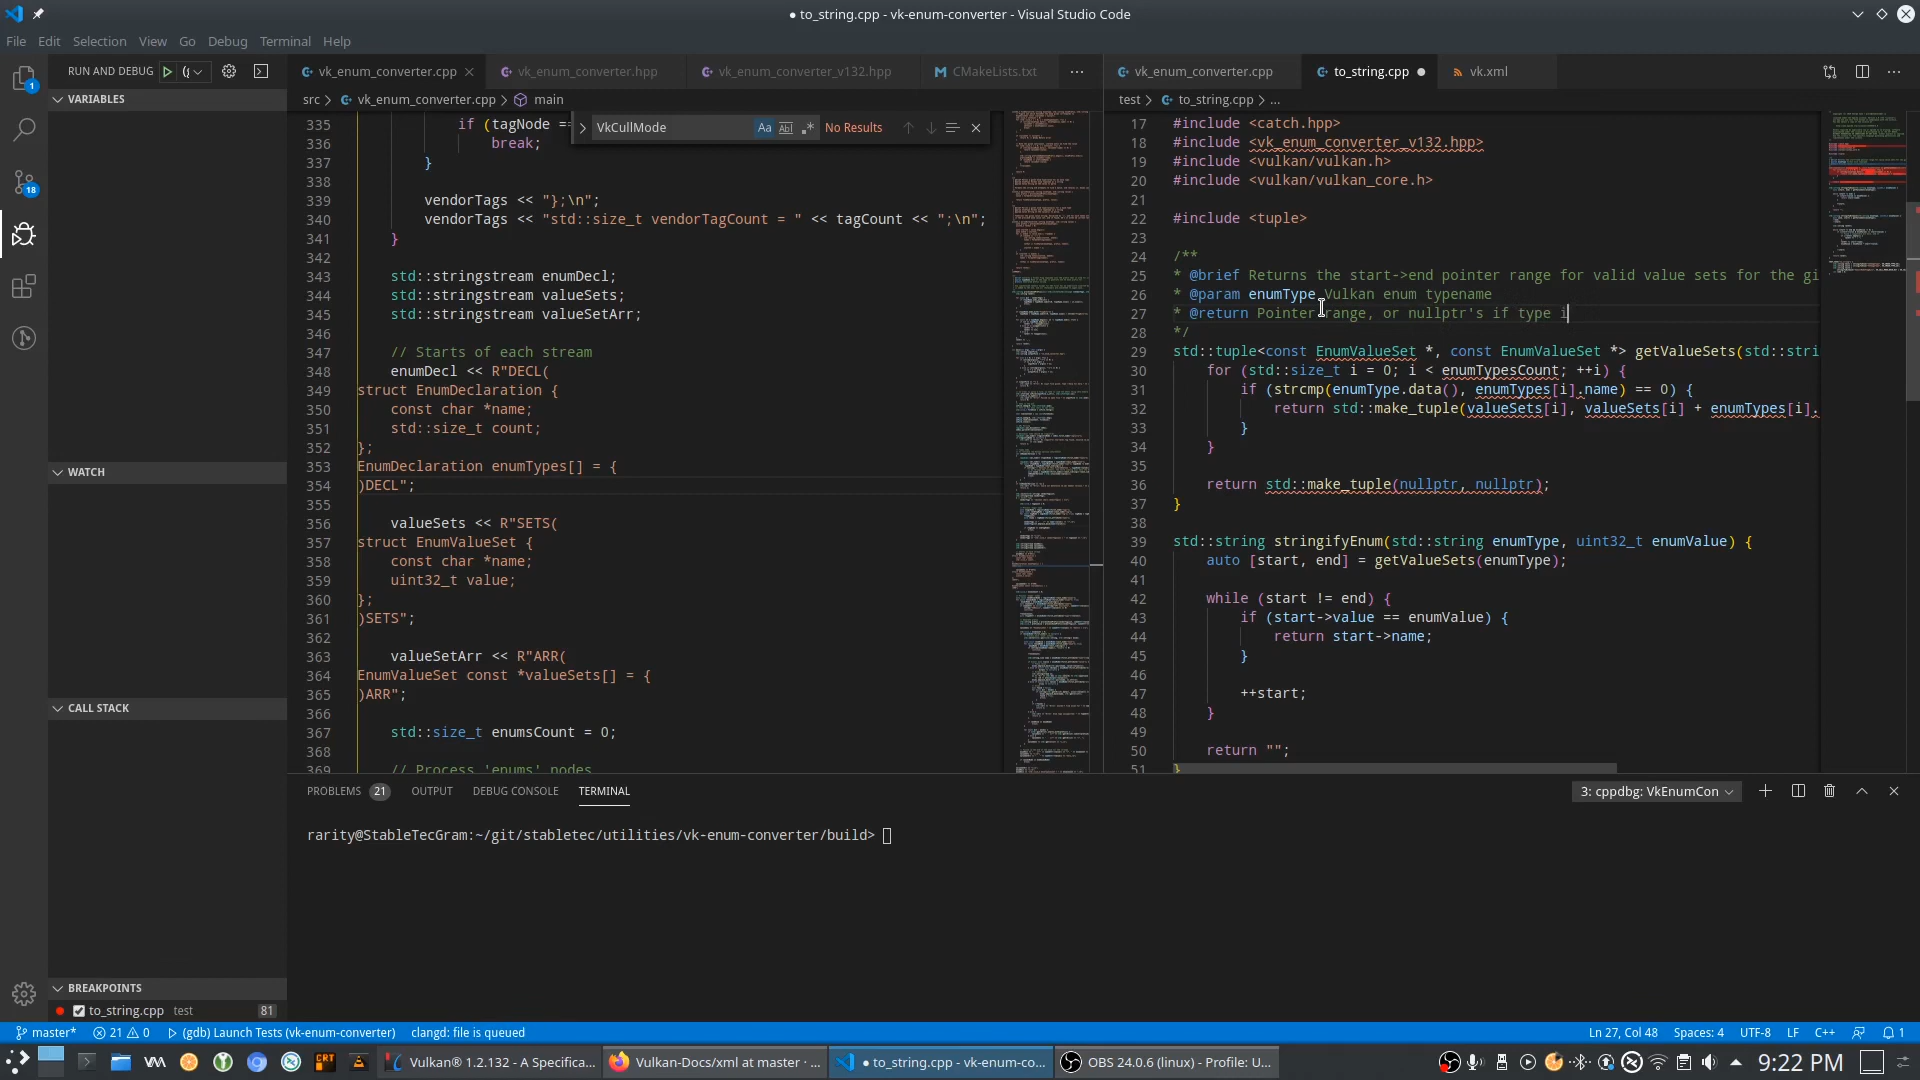 ● to_string.cpp - vk-enum-converter - Visual Studio Code
File Edit Selection View Go Debug Terminal Help
RUN AND DEBUG
VARIABLES
WATCH
CALL STACK
BREAKPOINTS
to_string.cpp test 81
vk_enum_converter.cpp vk_enum_converter.hpp vk_enum_converter_v132.hpp CMakeLists.txt
src > vk_enum_converter.cpp > main
VkCullMode Aa Abl .* No Results
335 if (tagNode ==
336 break;
337 }
338
339 vendorTags << "};\n";
340 vendorTags << "std::size_t vendorTagCount = " << tagCount << ";\n";
341 }
342
343 std::stringstream enumDecl;
344 std::stringstream valueSets;
345 std::stringstream valueSetArr;
346
347 // Starts of each stream
348 enumDecl << R"DECL(
349 struct EnumDeclaration {
350 const char *name;
351 std::size_t count;
352 };
353 EnumDeclaration enumTypes[] = {
354 )DECL";
355
356 valueSets << R"SETS(
357 struct EnumValueSet {
358 const char *name;
359 uint32_t value;
360 };
361 )SETS";
362
363 valueSetArr << R"ARR(
364 EnumValueSet const *valueSets[] = {
365 )ARR";
366
367 std::size_t enumsCount = 0;
368
369 // Process 'enums' nodes
vk_enum_converter.cpp to_string.cpp ● vk.xml
test > to_string.cpp > ...
17 #include <catch.hpp>
18 #include <vk_enum_converter_v132.hpp>
19 #include <vulkan/vulkan.h>
20 #include <vulkan/vulkan_core.h>
21
22 #include <tuple>
23
24 /**
25 * @brief Returns the start->end pointer range for valid value sets for the gi
26 * @param enumType Vulkan enum typename
27 * @return Pointer range, or nullptr's if type i
28 */
29 std::tuple<const EnumValueSet *, const EnumValueSet *> getValueSets(std::stri
30 for (std::size_t i = 0; i < enumTypesCount; ++i) {
31 if (strcmp(enumType.data(), enumTypes[i].name) == 0) {
32 return std::make_tuple(valueSets[i], valueSets[i] + enumTypes[i].
33 }
34 }
35
36 return std::make_tuple(nullptr, nullptr);
37 }
38
39 std::string stringifyEnum(std::string enumType, uint32_t enumValue) {
40 auto [start, end] = getValueSets(enumType);
41
42 while (start != end) {
43 if (start->value == enumValue) {
44 return start->name;
45 }
46
47 ++start;
48 }
49
50 return "";
51 }
PROBLEMS 21 OUTPUT DEBUG CONSOLE TERMINAL 3: cppdbg: VkEnumCon
rarity@StableTecGram:~/git/stabletec/utilities/vk-enum-converter/build>
master* 21 0 (gdb) Launch Tests (vk-enum-converter) clangd: file is queued Ln 27, Col 48 Spaces: 4 UTF-8 LF C++ 1
Vulkan® 1.2.132 - A Specifica... Vulkan-Docs/xml at master · ... ● to_string.cpp - vk-enum-co... OBS 24.0.6 (linux) - Profile: U... 9:22 PM